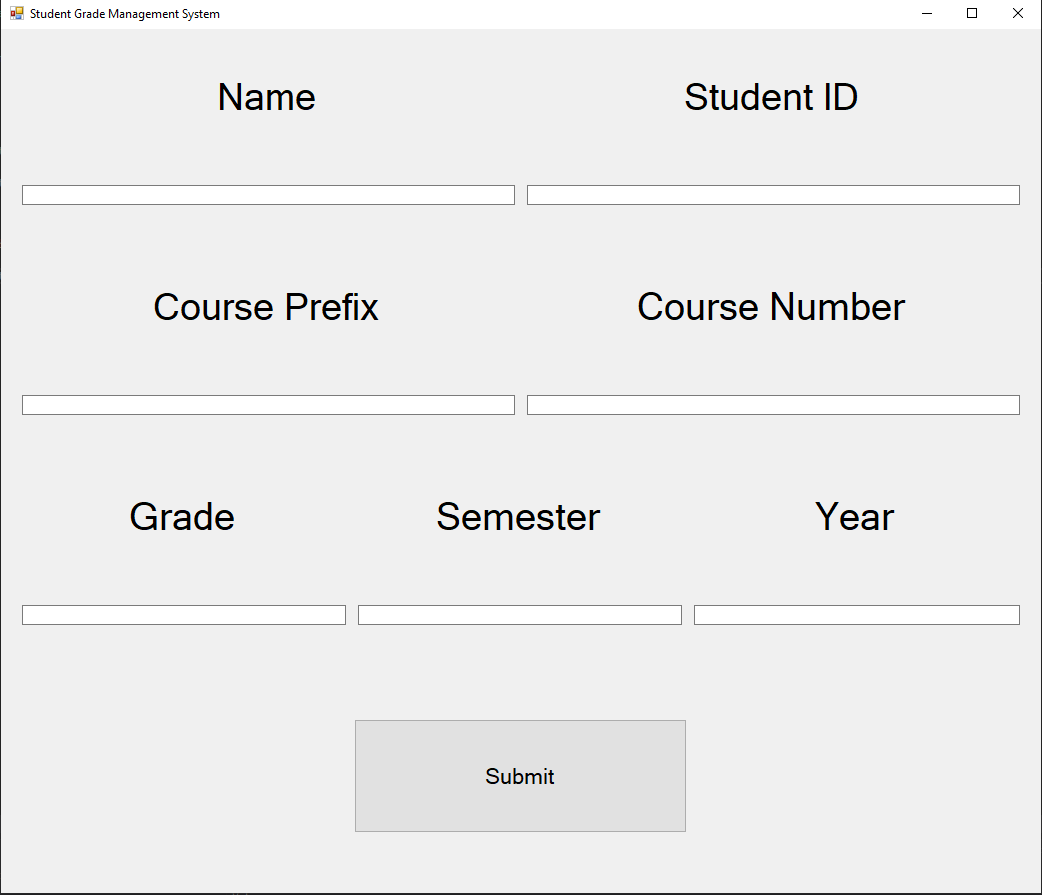 Student Grade Management System
Name Student ID
Course Prefix Course Number
Grade Semester Year
Submit